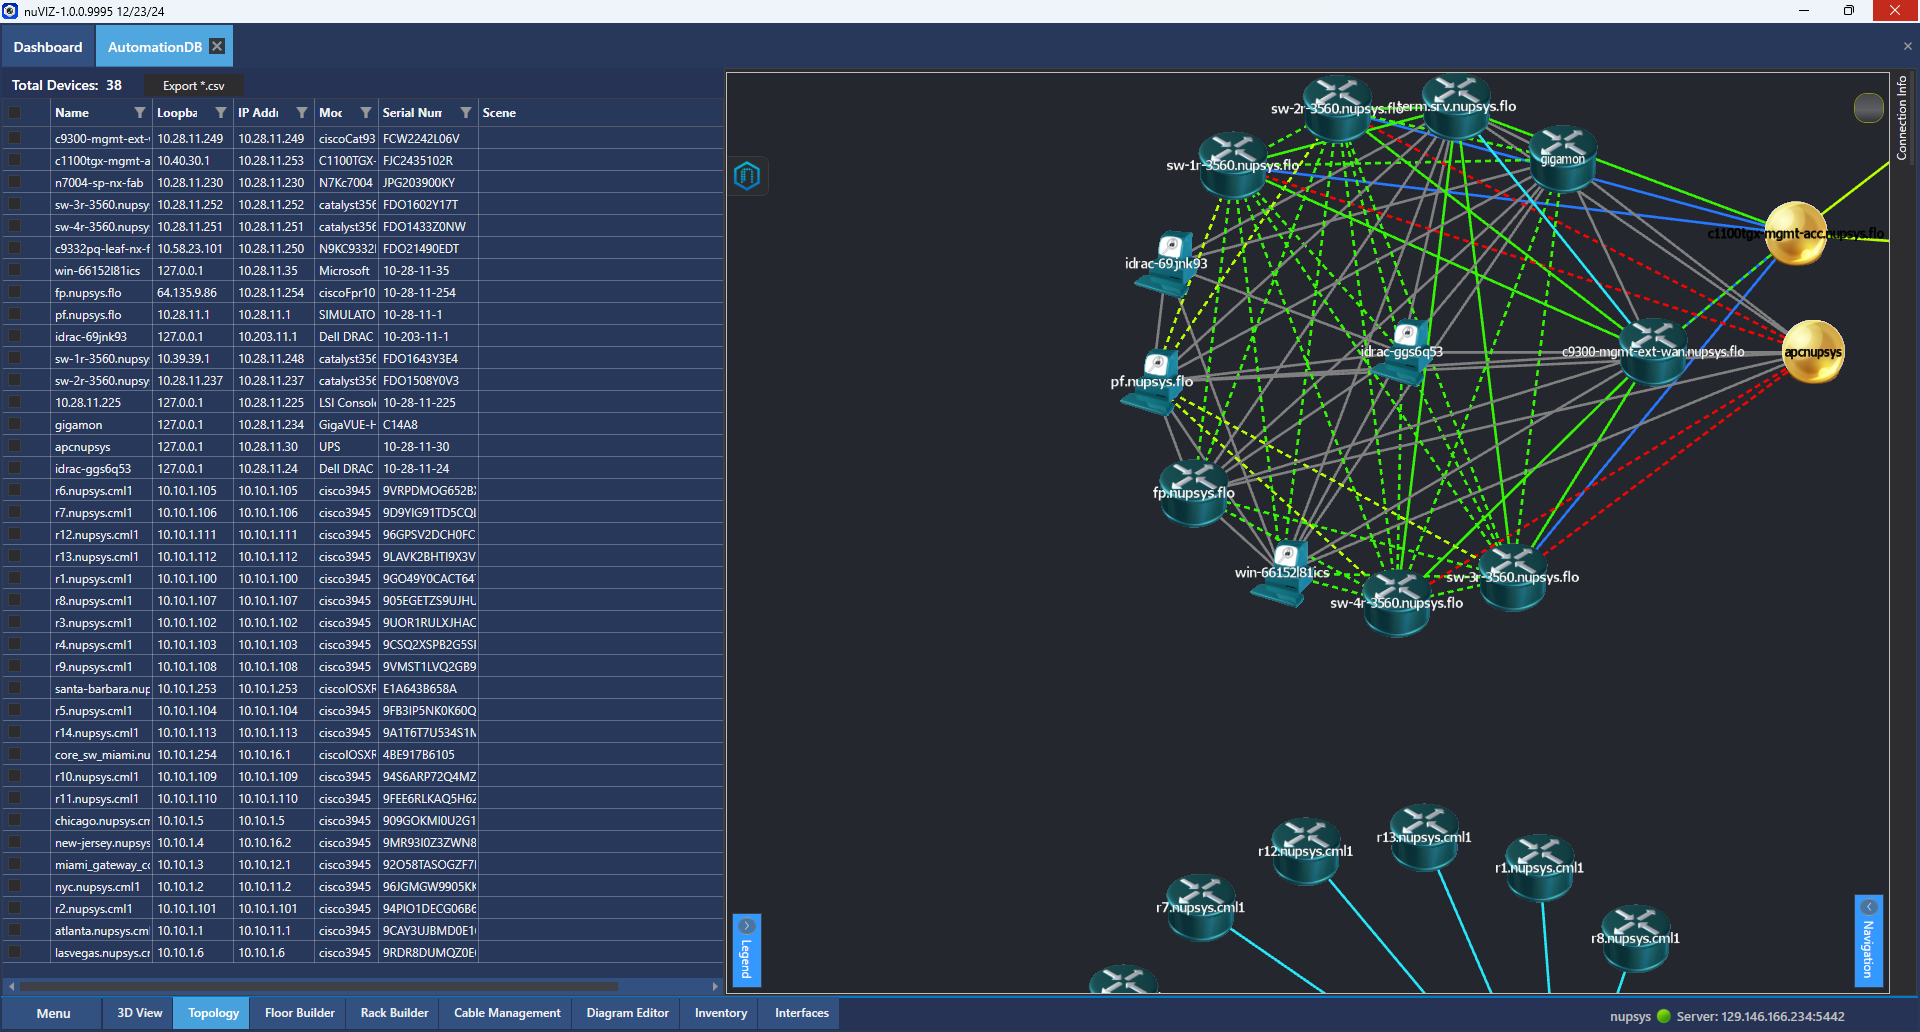 nuVIZ-1.0.0.9995 12/23/24
Dashboard AutomationDB
Total Devices: 38 Export *.csv
Name Loopba IP Addr Moc Serial Num Scene
c9300-mgmt-ext- 10.28.11.249 10.28.11.249 ciscoCat93 FCW2242L06V
c1100tgx-mgmt-a 10.40.30.1 10.28.11.253 C1100TGX- FJC2435102R
n7004-sp-nx-fab 10.28.11.230 10.28.11.230 N7Kc7004 JPG203900KY
sw-3r-3560.nupsy 10.28.11.252 10.28.11.252 catalyst356 FDO1602Y17T
sw-4r-3560.nupsy 10.28.11.251 10.28.11.251 catalyst356 FDO1433Z0NW
c9332pq-leaf-nx-f 10.58.23.101 10.28.11.250 N9KC9332 FDO21490EDT
win-66152l81ics 127.0.0.1 10.28.11.35 Microsoft 10-28-11-35
fp.nupsys.flo 64.135.9.86 10.28.11.254 ciscoFpr10 10-28-11-254
pf.nupsys.flo 10.28.11.1 10.28.11.1 SIMULATO 10-28-11-1
idrac-69jnk93 127.0.0.1 10.203.11.1 Dell DRAC 10-203-11-1
sw-1r-3560.nupsy 10.39.39.1 10.28.11.248 catalyst356 FDO1643Y3E4
sw-2r-3560.nupsy 10.28.11.237 10.28.11.237 catalyst356 FDO1508Y0V3
10.28.11.225 127.0.0.1 10.28.11.225 LSI Consol 10-28-11-225
gigamon 127.0.0.1 10.28.11.234 GigaVUE-H C14A8
apcnupsys 127.0.0.1 10.28.11.30 UPS 10-28-11-30
idrac-ggs6q53 127.0.0.1 10.28.11.24 Dell DRAC 10-28-11-24
r6.nupsys.cml1 10.10.1.105 10.10.1.105 cisco3945 9VRPDMOG652B
r7.nupsys.cml1 10.10.1.106 10.10.1.106 cisco3945 9D9YIG91TD5CQ
r12.nupsys.cml1 10.10.1.111 10.10.1.111 cisco3945 96GPSV2DCH0FC
r13.nupsys.cml1 10.10.1.112 10.10.1.112 cisco3945 9LAVK2BHTI9X3V
r1.nupsys.cml1 10.10.1.100 10.10.1.100 cisco3945 9GO49Y0CACT64
r8.nupsys.cml1 10.10.1.107 10.10.1.107 cisco3945 905EGETZS9UJHU
r3.nupsys.cml1 10.10.1.102 10.10.1.102 cisco3945 9UOR1RULXJHAC
r4.nupsys.cml1 10.10.1.103 10.10.1.103 cisco3945 9CSQ2XSPB2G5S
r9.nupsys.cml1 10.10.1.108 10.10.1.108 cisco3945 9VMST1LVQ2GB9
santa-barbara.nup 10.10.1.253 10.10.1.253 ciscoIOSXR E1A643B658A
r5.nupsys.cml1 10.10.1.104 10.10.1.104 cisco3945 9FB3IP5NK0K60Q
r14.nupsys.cml1 10.10.1.113 10.10.1.113 cisco3945 9A1T6T7U534S1
core_sw_miami.nu 10.10.1.254 10.10.16.1 ciscoIOSXR 4BE917B6105
r10.nupsys.cml1 10.10.1.109 10.10.1.109 cisco3945 94S6ARP72Q4MZ
r11.nupsys.cml1 10.10.1.110 10.10.1.110 cisco3945 9FEE6RLKAQ5H6
chicago.nupsys.cm 10.10.1.5 10.10.1.5 cisco3945 909GOKMI0U2G1
new-jersey.nupsys 10.10.1.4 10.10.16.2 cisco3945 9MR93I0Z3ZWN8
miami_gateway_cc 10.10.1.3 10.10.12.1 cisco3945 92O58TASOGZF7
nyc.nupsys.cml1 10.10.1.2 10.10.11.2 cisco3945 96JGMGW9905KK
r2.nupsys.cml1 10.10.1.101 10.10.1.101 cisco3945 94PIO1DECG06B6
atlanta.nupsys.cml 10.10.1.1 10.10.11.1 cisco3945 9CAY3UJBMD0E1
lasvegas.nupsys.cr 10.10.1.6 10.10.1.6 cisco3945 9RDR8DUMQZ0E
sw-2r-3560.nupsys.flo
term.srv.nupsys.flo
sw-1r-3560.nupsys.flo
gigamon
c1100tgx-mgmt-acc.nupsys.flo
idrac-69jnk93
idrac-ggs6q53
c9300-mgmt-ext-wan.nupsys.flo
apcnupsys
pf.nupsys.flo
fp.nupsys.flo
win-66152l81ics
sw-3r-3560.nupsys.flo
sw-4r-3560.nupsys.flo
r13.nupsys.cml1
r12.nupsys.cml1
r1.nupsys.cml1
r7.nupsys.cml1
r8.nupsys.cml1
Connection Info
Legend
Navigation
Menu 3D View Topology Floor Builder Rack Builder Cable Management Diagram Editor Inventory Interfaces
nupsys Server: 129.146.166.234:5442